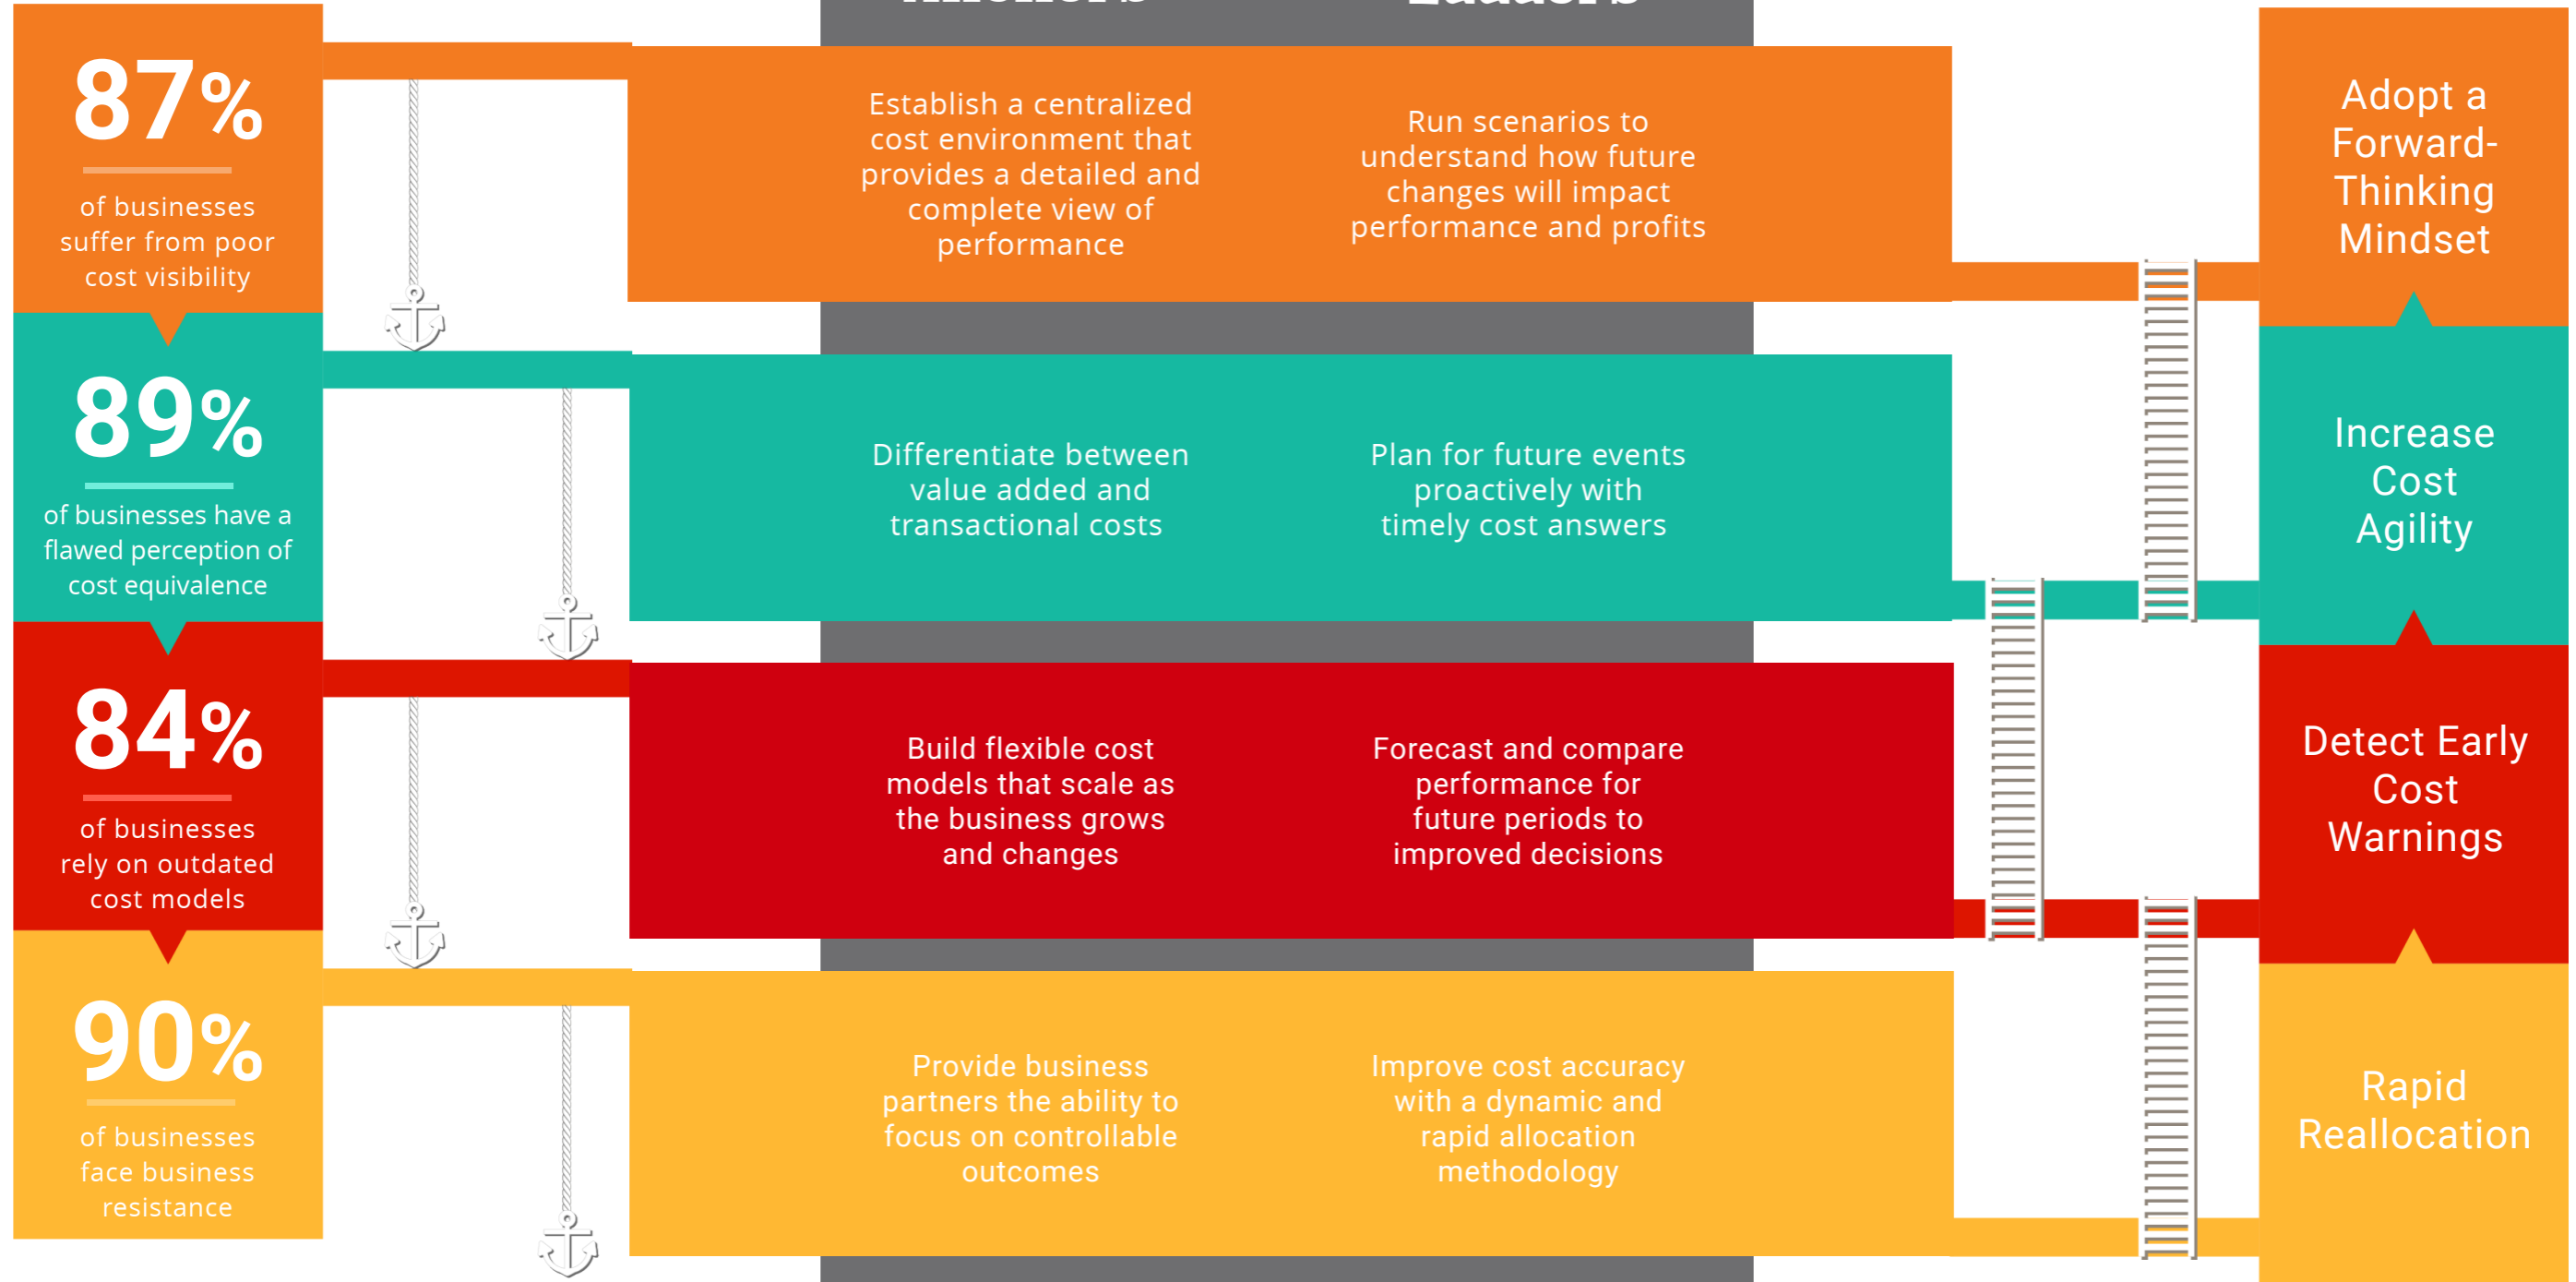 87%
of businesses
suffer from poor
cost visibility
Establish a centralized
cost environment that
provides a detailed and
complete view of
performance
Run scenarios to
understand how future
changes will impact
performance and profits
Adopt a
Forward-
Thinking
Mindset
89%
of businesses have a
flawed perception of
cost equivalence
Differentiate between
value added and
transactional costs
Plan for future events
proactively with
timely cost answers
Increase
Cost
Agility
84%
of businesses
rely on outdated
cost models
Build flexible cost
models that scale as
the business grows
and changes
Forecast and compare
performance for
future periods to
improved decisions
Detect Early
Cost
Warnings
90%
of businesses
face business
resistance
Provide business
partners the ability to
focus on controllable
outcomes
Improve cost accuracy
with a dynamic and
rapid allocation
methodology
Rapid
Reallocation